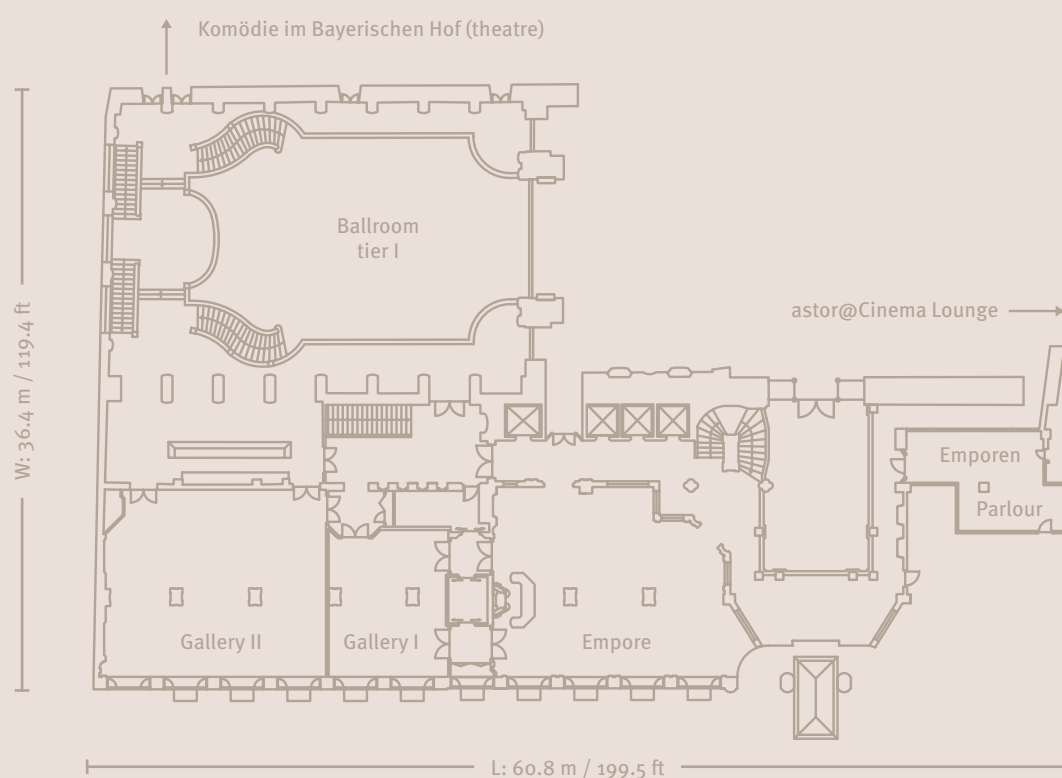 Komödie im Bayerischen Hof (theatre)
Ballroom
tier I
astor@Cinema Lounge
W: 36.4 m / 119.4 ft
Emporen
Parlour
Gallery II
Gallery I
Empore
L: 60.8 m / 199.5 ft